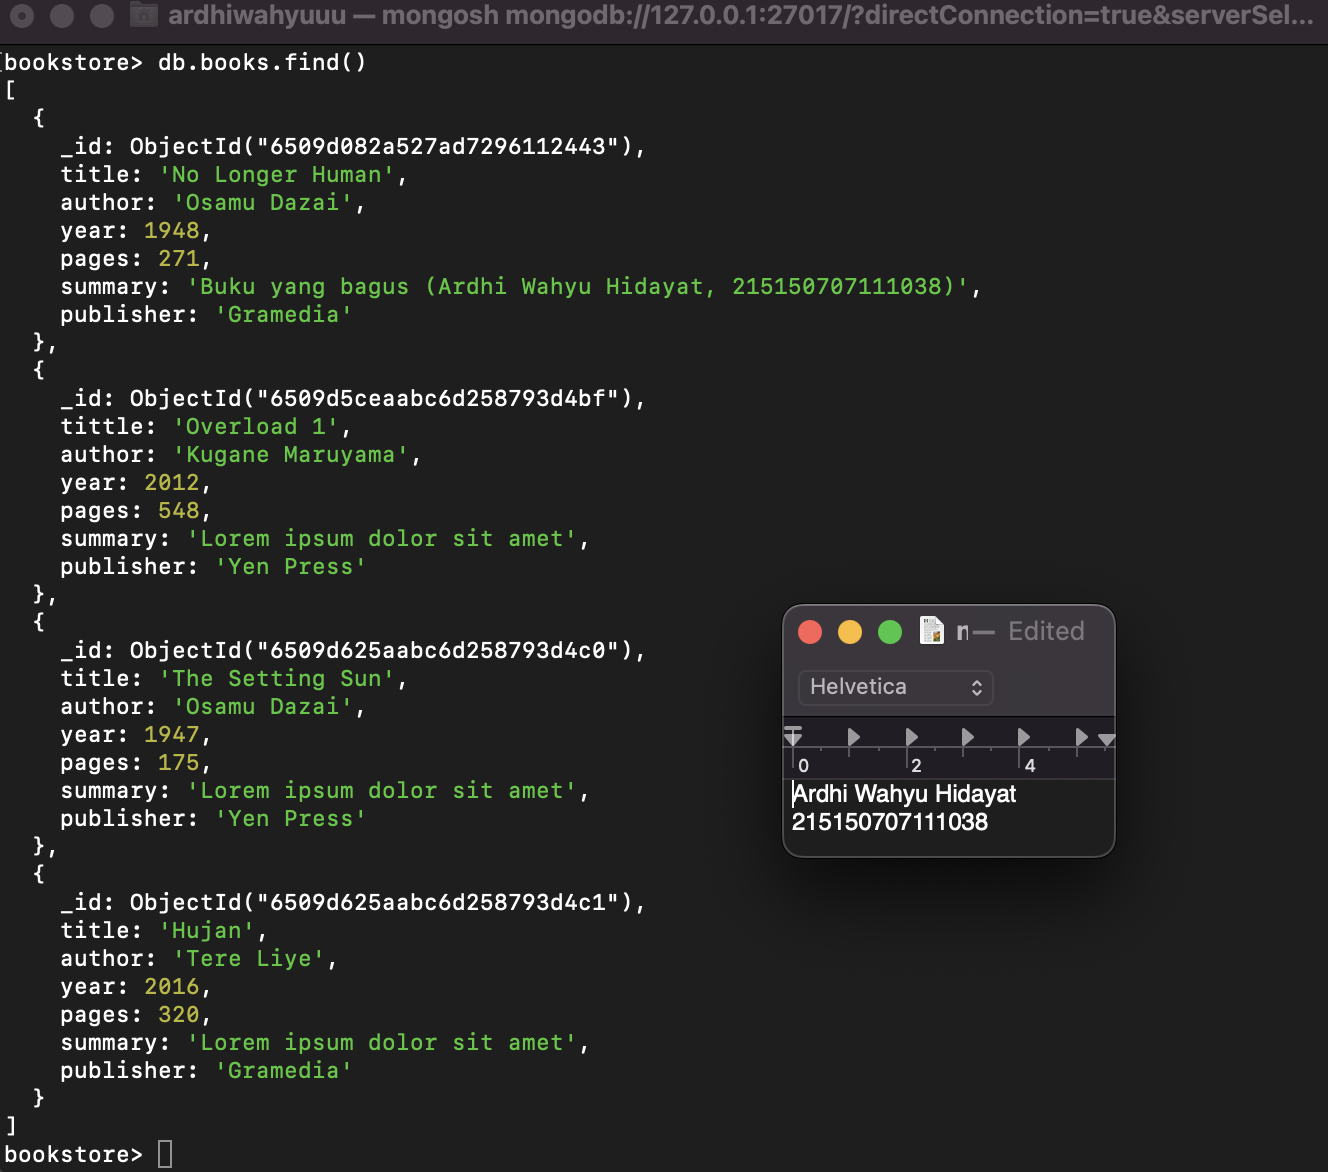 ardhiwahyuuu — mongosh mongodb://127.0.0.1:27017/?directConnection=true&serverSel...
bookstore> db.books.find()
[
  {
    _id: ObjectId("6509d082a527ad7296112443"),
    title: 'No Longer Human',
    author: 'Osamu Dazai',
    year: 1948,
    pages: 271,
    summary: 'Buku yang bagus (Ardhi Wahyu Hidayat, 215150707111038)',
    publisher: 'Gramedia'
  },
  {
    _id: ObjectId("6509d5ceaabc6d258793d4bf"),
    tittle: 'Overload 1',
    author: 'Kugane Maruyama',
    year: 2012,
    pages: 548,
    summary: 'Lorem ipsum dolor sit amet',
    publisher: 'Yen Press'
  },
  {
    _id: ObjectId("6509d625aabc6d258793d4c0"),
    title: 'The Setting Sun',
    author: 'Osamu Dazai',
    year: 1947,
    pages: 175,
    summary: 'Lorem ipsum dolor sit amet',
    publisher: 'Yen Press'
  },
  {
    _id: ObjectId("6509d625aabc6d258793d4c1"),
    title: 'Hujan',
    author: 'Tere Liye',
    year: 2016,
    pages: 320,
    summary: 'Lorem ipsum dolor sit amet',
    publisher: 'Gramedia'
  }
]
bookstore>
— Edited
Helvetica
0 2 4
Ardhi Wahyu Hidayat
215150707111038